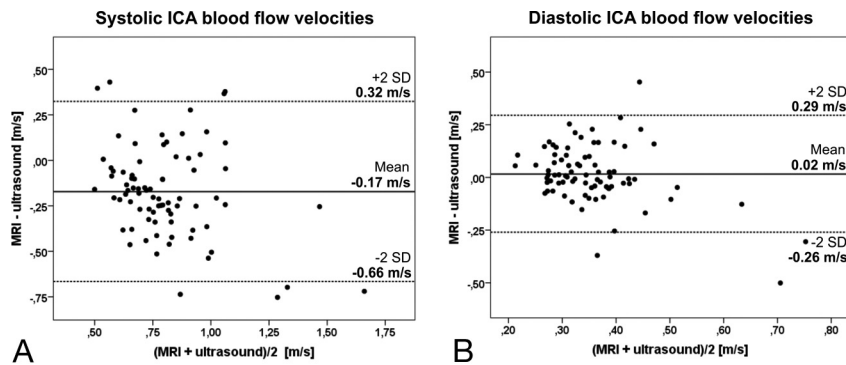 Systolic ICA blood flow velocities
MRI - ultrasound [m/s]
,50
,25
,00
-,25
-,50
-,75
+2 SD
0.32 m/s
Mean
-0.17 m/s
-2 SD
-0.66 m/s
,50
,75
1,00
1,25
1,50
1,75
(MRI + ultrasound)/2 [m/s]
A
Diastolic ICA blood flow velocities
MRI - ultrasound [m/s]
,50
,25
,00
-,25
-,50
+2 SD
0.29 m/s
Mean
0.02 m/s
-2 SD
-0.26 m/s
,20
,30
,40
,50
,60
,70
,80
(MRI + ultrasound)/2 [m/s]
B